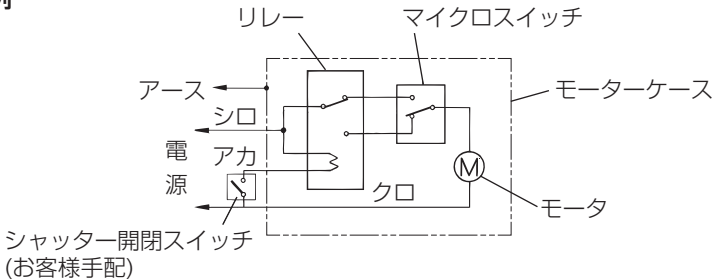 リレー
マイクロスイッチ
アース
モーターケース
シロ
電源
アカ
クロ
M
モータ
シャッター開閉スイッチ
(お客様手配)